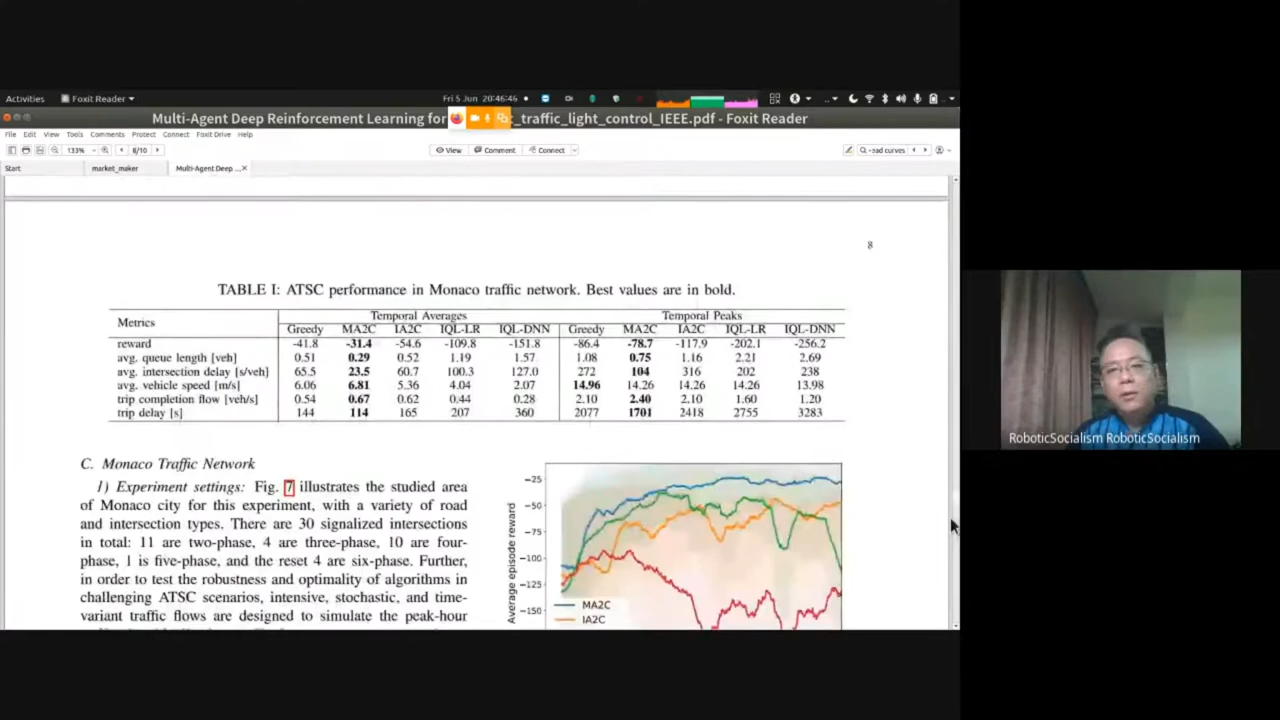 Activities Foxit Reader Fri 5 Jun 20:46:46
Multi-Agent Deep Reinforcement Learning for t_traffic_light_control_IEEE.pdf - Foxit Reader
File Edit View Tools Comments Protect Connect Foxit Drive Help
133% 8/10 View Comment Connect ead curves
Start market_maker Multi-Agent Deep ...
8
TABLE I: ATSC performance in Monaco traffic network. Best values are in bold.
Metrics Temporal Averages Temporal Peaks
Greedy MA2C IA2C IQL-LR IQL-DNN Greedy MA2C IA2C IQL-LR IQL-DNN
reward -41.8 -31.4 -54.6 -109.8 -151.8 -86.4 -78.7 -117.9 -202.1 -256.2
avg. queue length [veh] 0.51 0.29 0.52 1.19 1.57 1.08 0.75 1.16 2.21 2.69
avg. intersection delay [s/veh] 65.5 23.5 60.7 100.3 127.0 272 104 316 202 238
avg. vehicle speed [m/s] 6.06 6.81 5.36 4.04 2.07 14.96 14.26 14.26 14.26 13.98
trip completion flow [veh/s] 0.54 0.67 0.62 0.44 0.28 2.10 2.40 2.10 1.60 1.20
trip delay [s] 144 114 165 207 360 2077 1701 2418 2755 3283
C. Monaco Traffic Network
1) Experiment settings: Fig. 7 illustrates the studied area
of Monaco city for this experiment, with a variety of road
and intersection types. There are 30 signalized intersections
in total: 11 are two-phase, 4 are three-phase, 10 are four-
phase, 1 is five-phase, and the reset 4 are six-phase. Further,
in order to test the robustness and optimality of algorithms in
challenging ATSC scenarios, intensive, stochastic, and time-
variant traffic flows are designed to simulate the peak-hour
Average episode reward
−25
−50
−75
−100
−125
−150
MA2C
IA2C
RoboticSocialism RoboticSocialism